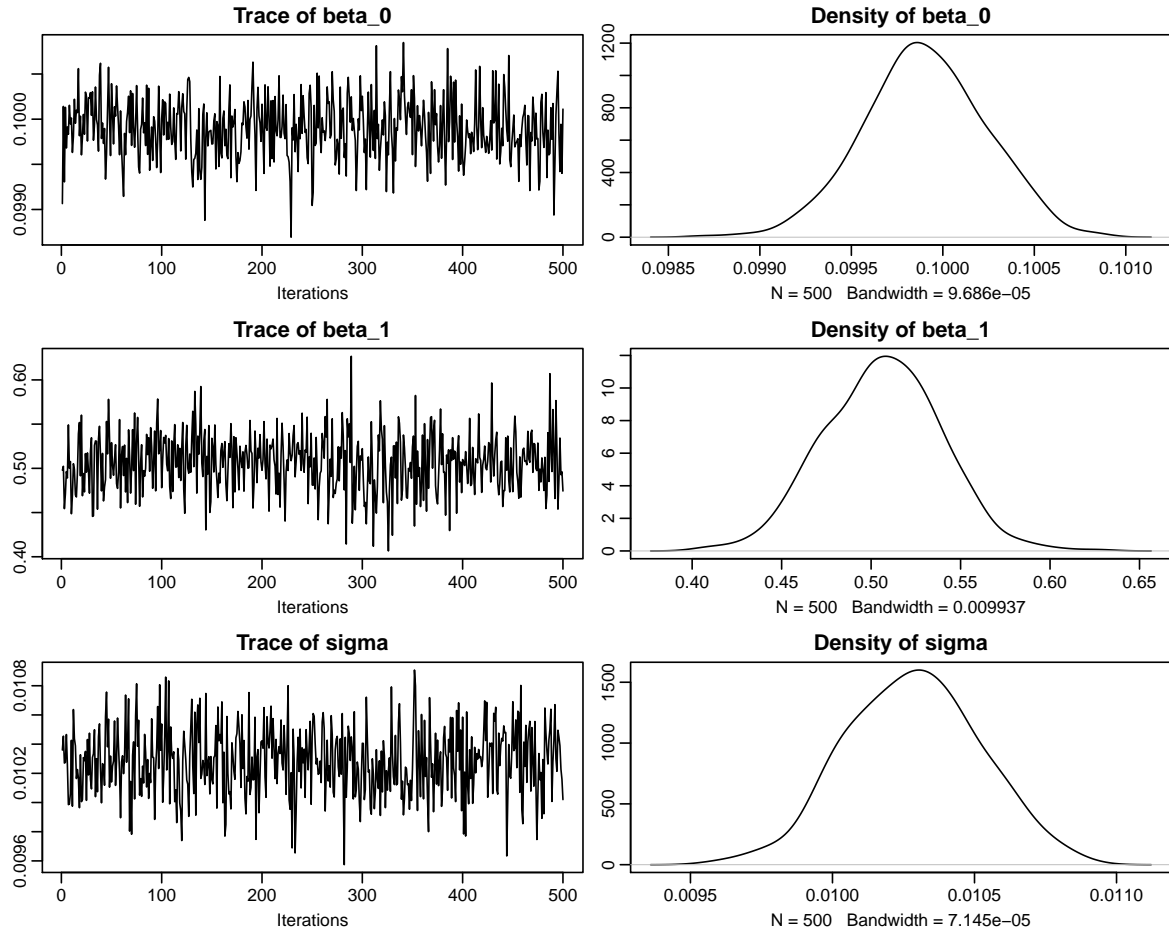 Trace of beta_0
0.0990
0.1000
0 100 200 300 400 500
Iterations
Density of beta_0
0 400 800 1200
0.0985 0.0990 0.0995 0.1000 0.1005 0.1010
N = 500 Bandwidth = 9.686e−05
Trace of beta_1
0.40 0.50 0.60
0 100 200 300 400 500
Iterations
Density of beta_1
0 2 4 6 8 10
0.40 0.45 0.50 0.55 0.60 0.65
N = 500 Bandwidth = 0.009937
Trace of sigma
0.0096 0.0102 0.0108
0 100 200 300 400 500
Iterations
Density of sigma
0 500 1000 1500
0.0095 0.0100 0.0105 0.0110
N = 500 Bandwidth = 7.145e−05